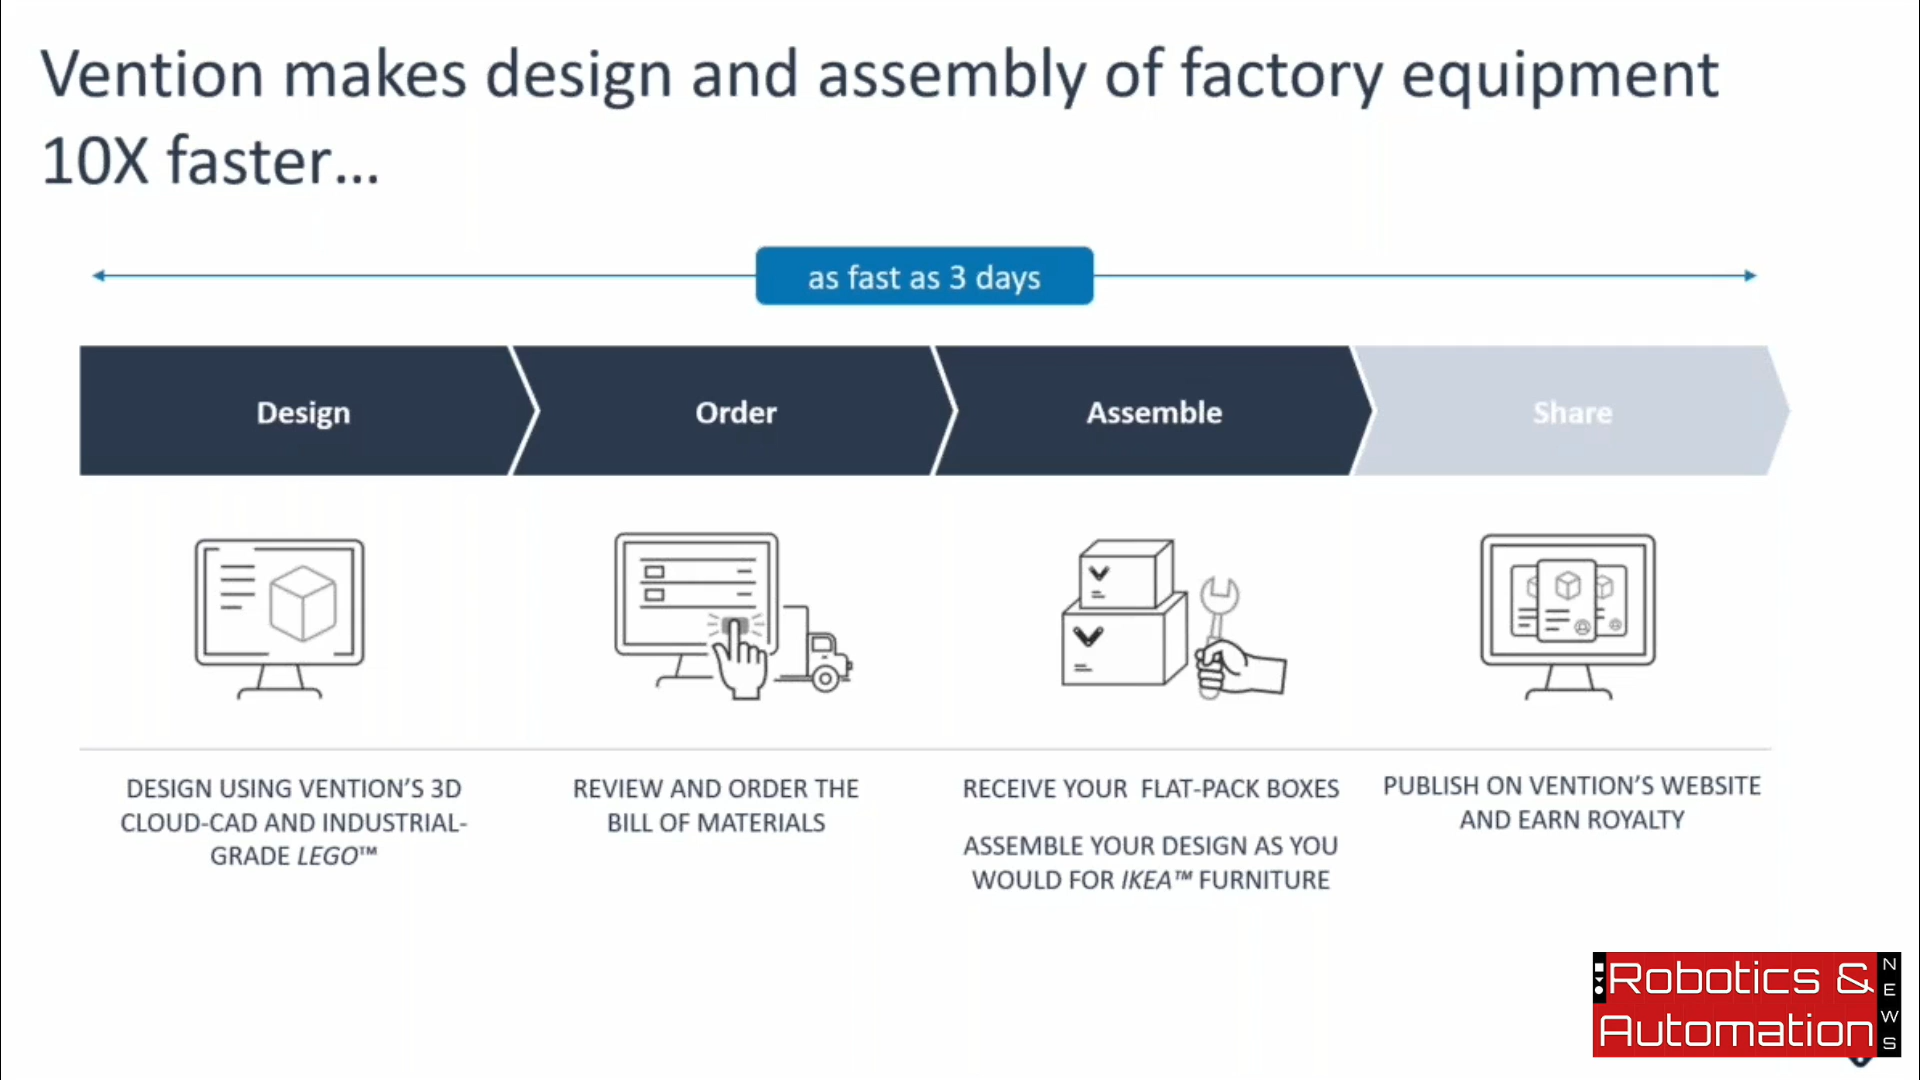 Vention makes design and assembly of factory equipment
10X faster...
as fast as 3 days
Design
Order
Assemble
Share
DESIGN USING VENTION’S 3D
CLOUD-CAD AND INDUSTRIAL-
GRADE LEGO™
REVIEW AND ORDER THE
BILL OF MATERIALS
RECEIVE YOUR  FLAT-PACK BOXES
ASSEMBLE YOUR DESIGN AS YOU
WOULD FOR IKEA™ FURNITURE
PUBLISH ON VENTION’S WEBSITE
AND EARN ROYALTY
Robotics &
Automation
NEWS